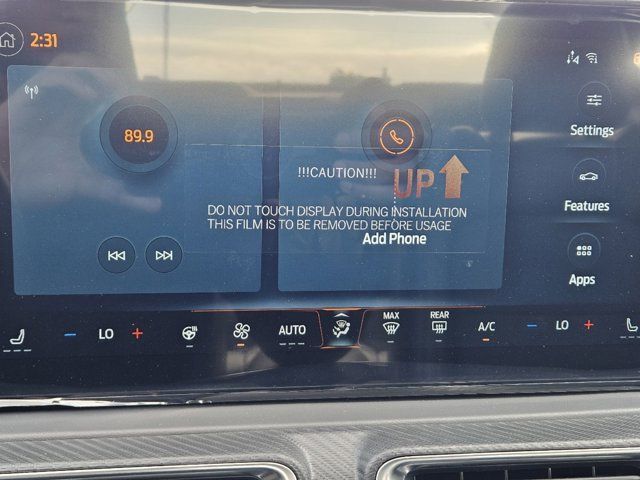 2:31
89.9
!!!CAUTION!!!
UP
DO NOT TOUCH DISPLAY DURING INSTALLATION
THIS FILM IS TO BE REMOVED BEFORE USAGE
Add Phone
Settings
Features
Apps
LO
AUTO
MAX
REAR
A/C
LO